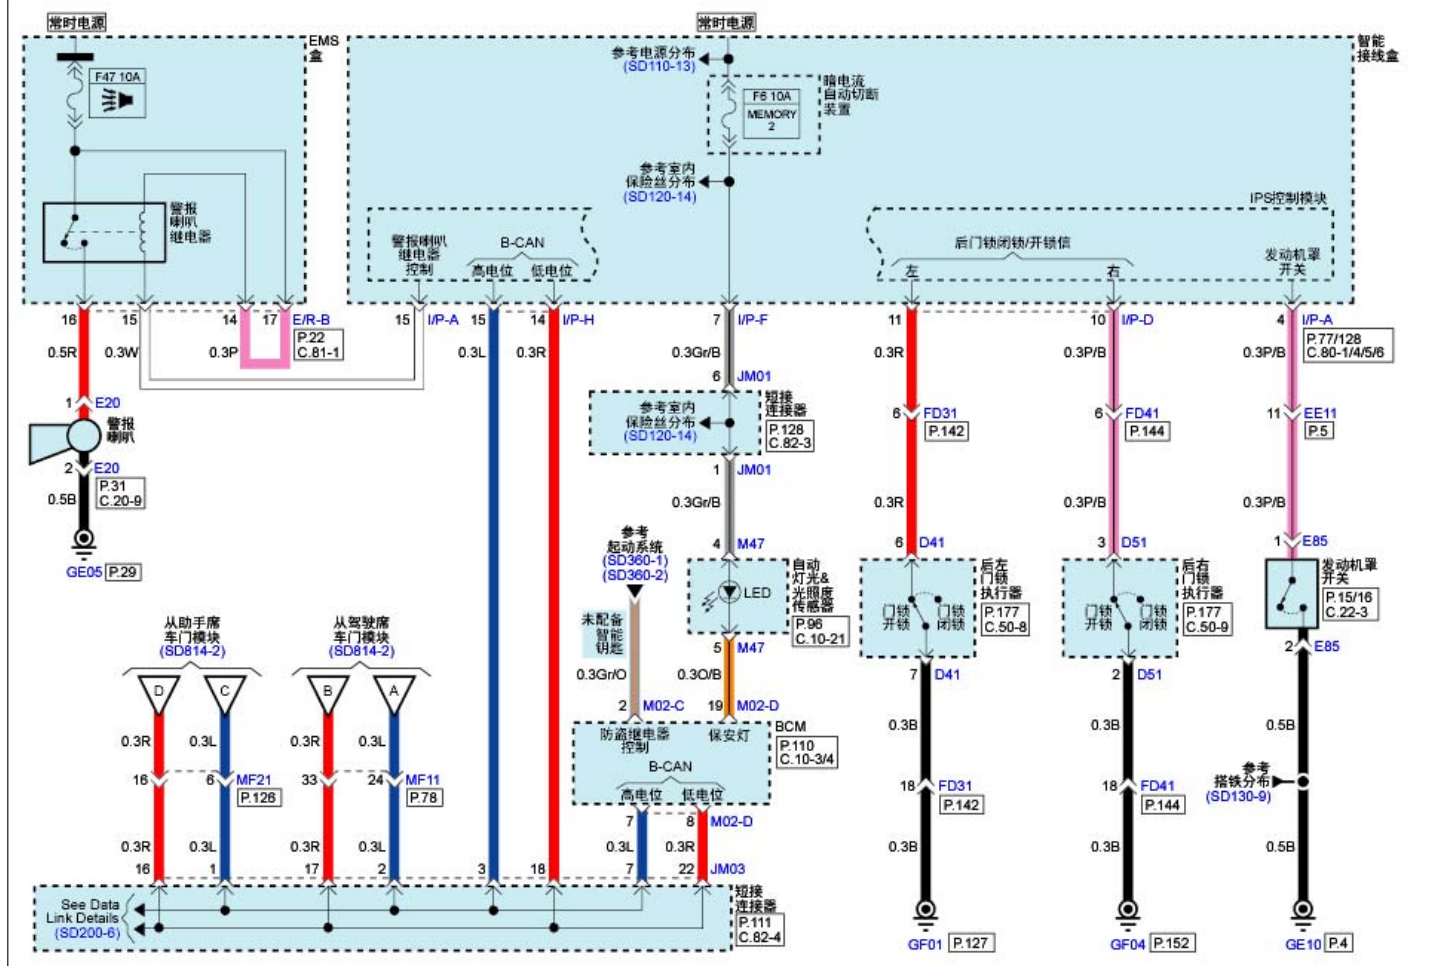 常时电源
常时电源
EMS
盒
智能
接线盒
F47 10A
参考电源分布
(SD110-13)
暗电流
自动切断
装置
F6 10A
MEMORY
2
参考室内
保险丝分布
(SD120-14)
IPS控制模块
警报
喇叭
继电器
警报喇叭
继电器
控制
B-CAN
高电位
低电位
后门锁闭锁/开锁信
左
右
发动机罩
开关
16
15
14
17
E/R-B
P.22
C.81-1
15
I/P-A
15
14
I/P-H
7
I/P-F
11
10
I/P-D
4
I/P-A
P.77/128
C.80-1/4/5/6
0.5R
0.3W
0.3P
0.3L
0.3R
0.3Gr/B
0.3R
0.3P/B
0.3P/B
6
JM01
1
E20
警报
喇叭
2
E20
P.31
C.20-9
0.5B
GE05
P.29
参考室内
保险丝分布
(SD120-14)
短接
连接器
P.128
C.82-3
1
JM01
6
FD31
P.142
6
FD41
P.144
11
EE11
P.5
0.3Gr/B
0.3R
0.3P/B
0.3P/B
参考
起动系统
(SD360-1)
(SD360-2)
4
M47
6
D41
3
D51
1
E85
LED
自动
灯光&
光照度
传感器
P.96
C.10-21
门锁
开锁
门锁
闭锁
后左
门锁
执行器
P.177
C.50-8
门锁
开锁
门锁
闭锁
后右
门锁
执行器
P.177
C.50-9
发动机罩
开关
P.15/16
C.22-3
未配备
智能
钥匙
从助手席
车门模块
(SD814-2)
从驾驶席
车门模块
(SD814-2)
D
C
B
A
5
M47
7
D41
2
D51
2
E85
0.3Gr/O
0.3O/B
2
M02-C
19
M02-D
防盗继电器
控制
保安灯
BCM
P.110
C.10-3/4
B-CAN
高电位
低电位
0.3R
0.3L
0.3R
0.3L
0.3B
0.3B
0.5B
16
6
MF21
P.126
33
24
MF11
P.78
参考
搭铁分布
(SD130-9)
18
FD31
P.142
18
FD41
P.144
7
8
M02-D
0.3R
0.3L
0.3R
0.3L
0.3L
0.3R
0.3B
0.3B
0.5B
16
1
17
2
3
18
7
22
JM03
See Data
Link Details
(SD200-6)
短接
连接器
P.111
C.82-4
GF01
P.127
GF04
P.152
GE10
P.4